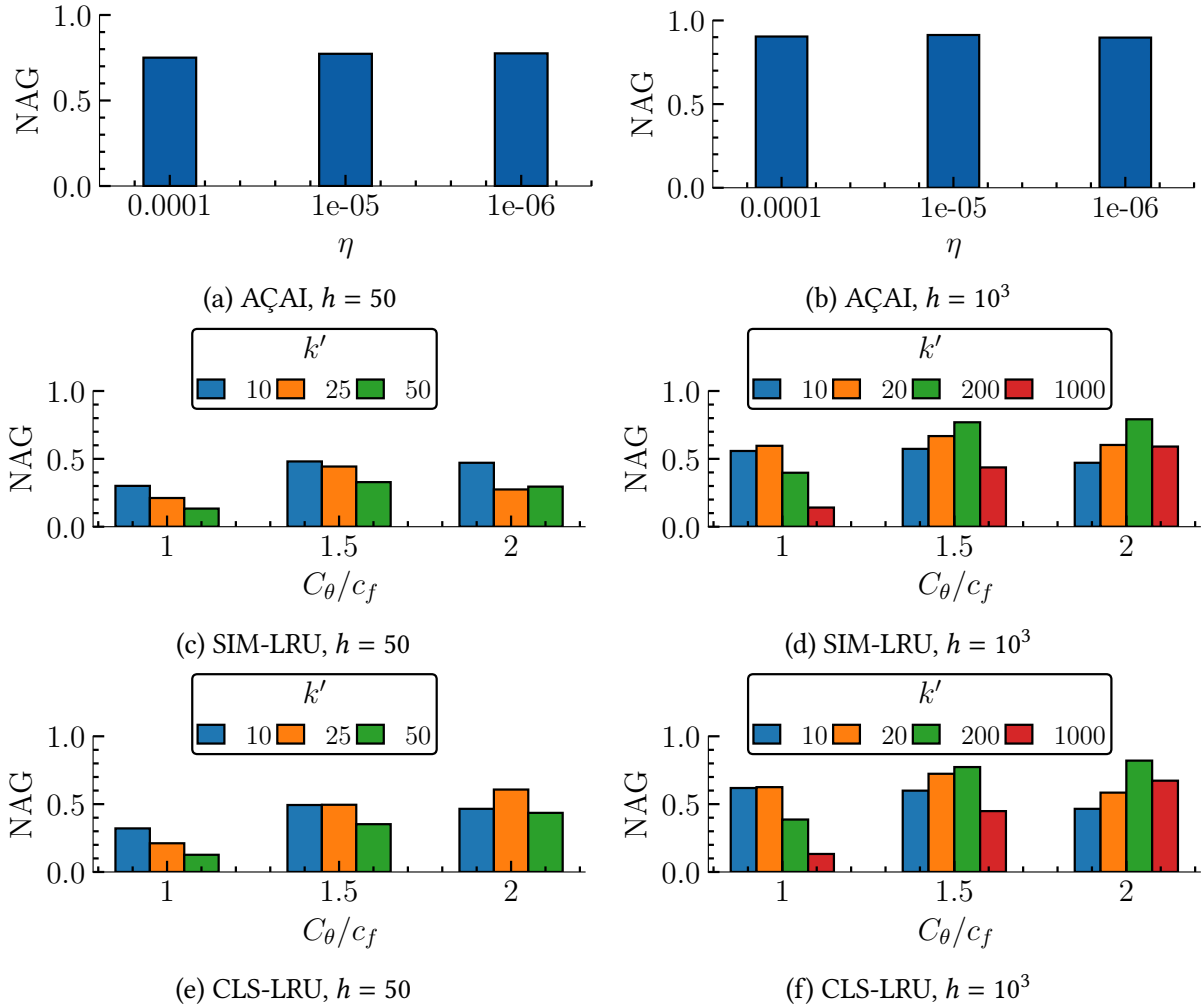 1.0
0.5
0.0
NAG
0.0001 1e-05 1e-06
η
(a) AÇAI, h = 50
1.0
0.5
0.0
NAG
0.0001 1e-05 1e-06
η
(b) AÇAI, h = 10³
k′
10 25 50
1.0
0.5
0.0
NAG
1 1.5 2
C_θ/c_f
(c) SIM-LRU, h = 50
k′
10 20 200 1000
1.0
0.5
0.0
NAG
1 1.5 2
C_θ/c_f
(d) SIM-LRU, h = 10³
k′
10 25 50
1.0
0.5
0.0
NAG
1 1.5 2
C_θ/c_f
(e) CLS-LRU, h = 50
k′
10 20 200 1000
1.0
0.5
0.0
NAG
1 1.5 2
C_θ/c_f
(f) CLS-LRU, h = 10³